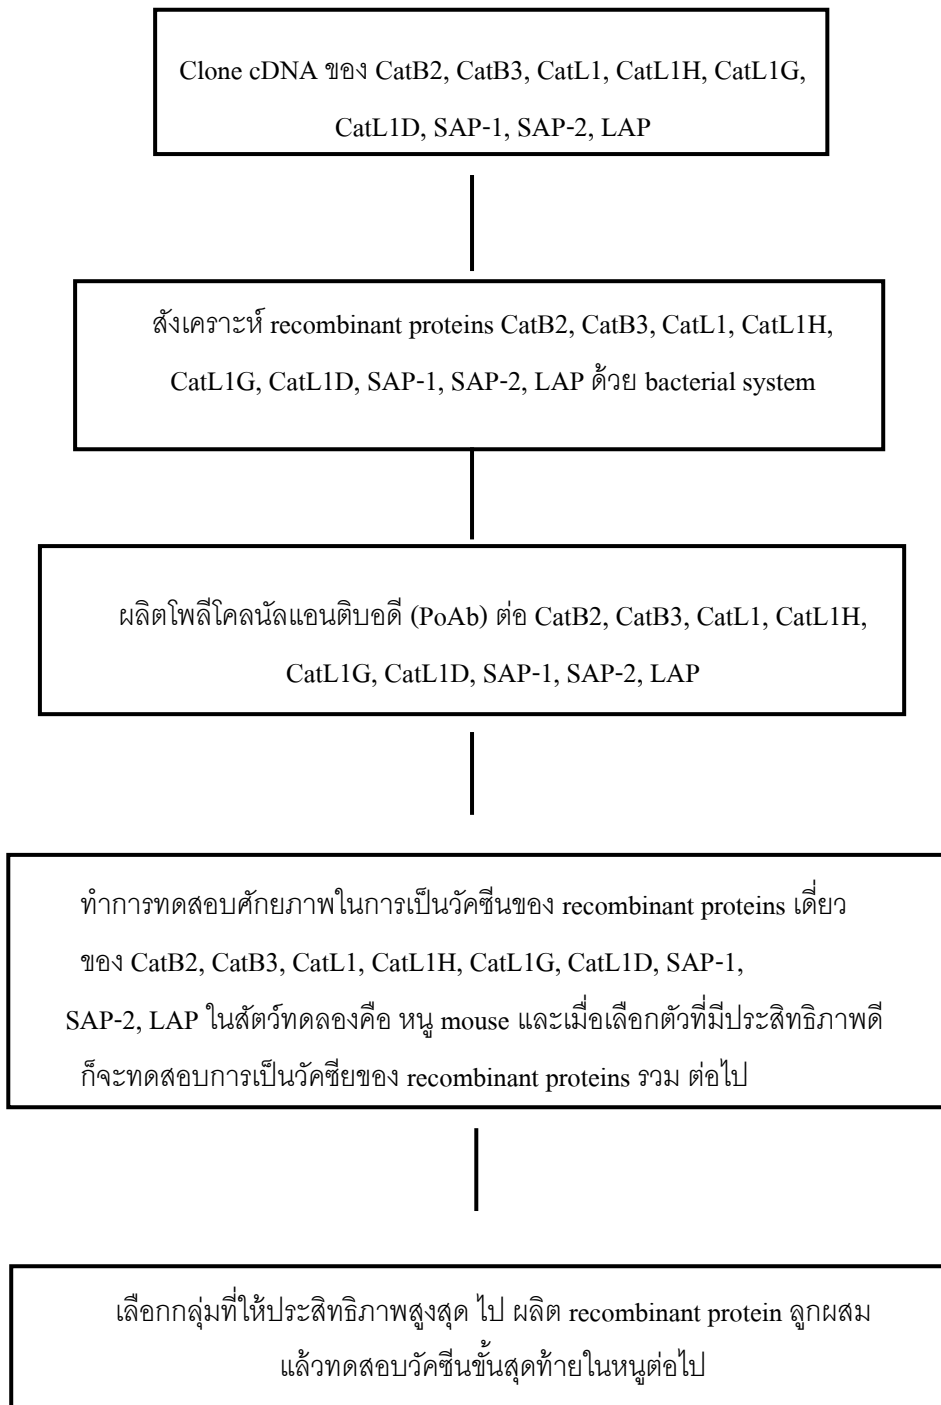 Clone cDNA ของ CatB2, CatB3, CatL1, CatL1H, CatL1G,
CatL1D, SAP-1, SAP-2, LAP
สังเคราะห์ recombinant proteins CatB2, CatB3, CatL1, CatL1H,
CatL1G, CatL1D, SAP-1, SAP-2, LAP ด้วย bacterial system
ผลิตโพลีโคลนัลแอนติบอดี (PoAb) ต่อ CatB2, CatB3, CatL1, CatL1H,
CatL1G, CatL1D, SAP-1, SAP-2, LAP
ทำการทดสอบศักยภาพในการเป็นวัคซีนของ recombinant proteins เดี่ยว
ของ CatB2, CatB3, CatL1, CatL1H, CatL1G, CatL1D, SAP-1,
SAP-2, LAP ในสัตว์ทดลองคือ หนู mouse และเมื่อเลือกตัวที่มีประสิทธิภาพดี
ก็จะทดสอบการเป็นวัคซียของ recombinant proteins รวม ต่อไป
เลือกกลุ่มที่ให้ประสิทธิภาพสูงสุด ไป ผลิต recombinant protein ลูกผสม
แล้วทดสอบวัคซีนขั้นสุดท้ายในหนูต่อไป